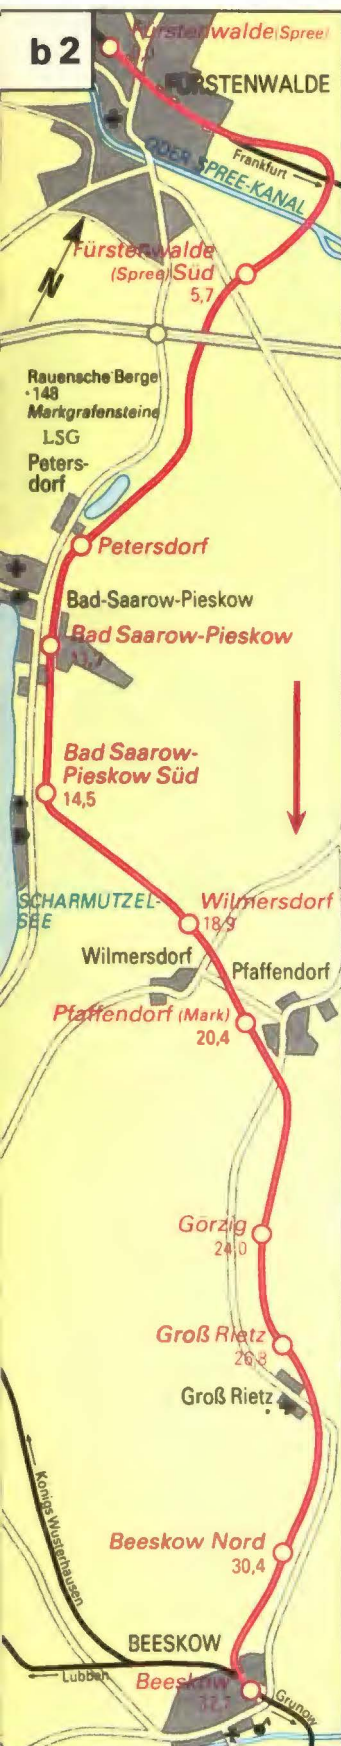 b 2
Fürstenwalde (Spree)
0,0
FÜRSTENWALDE
ODER-SPREE-KANAL
Frankfurt
Fürstenwalde
(Spree) Süd
5,7
N
Rauensche Berge
148
Markgrafensteine
LSG
Peters-
dorf
Petersdorf
Bad-Saarow-Pieskow
Bad Saarow-Pieskow
Bad Saarow-
Pieskow Süd
14,5
SCHARMÜTZEL-
SEE
Wilmersdorf
18,9
Wilmersdorf
Pfaffendorf
Pfaffendorf (Mark)
20,4
Görzig
24,0
Groß Rietz
26,8
Groß Rietz
Königs Wusterhausen
Beeskow Nord
30,4
BEESKOW
Lübben
Beeskow
Grunow